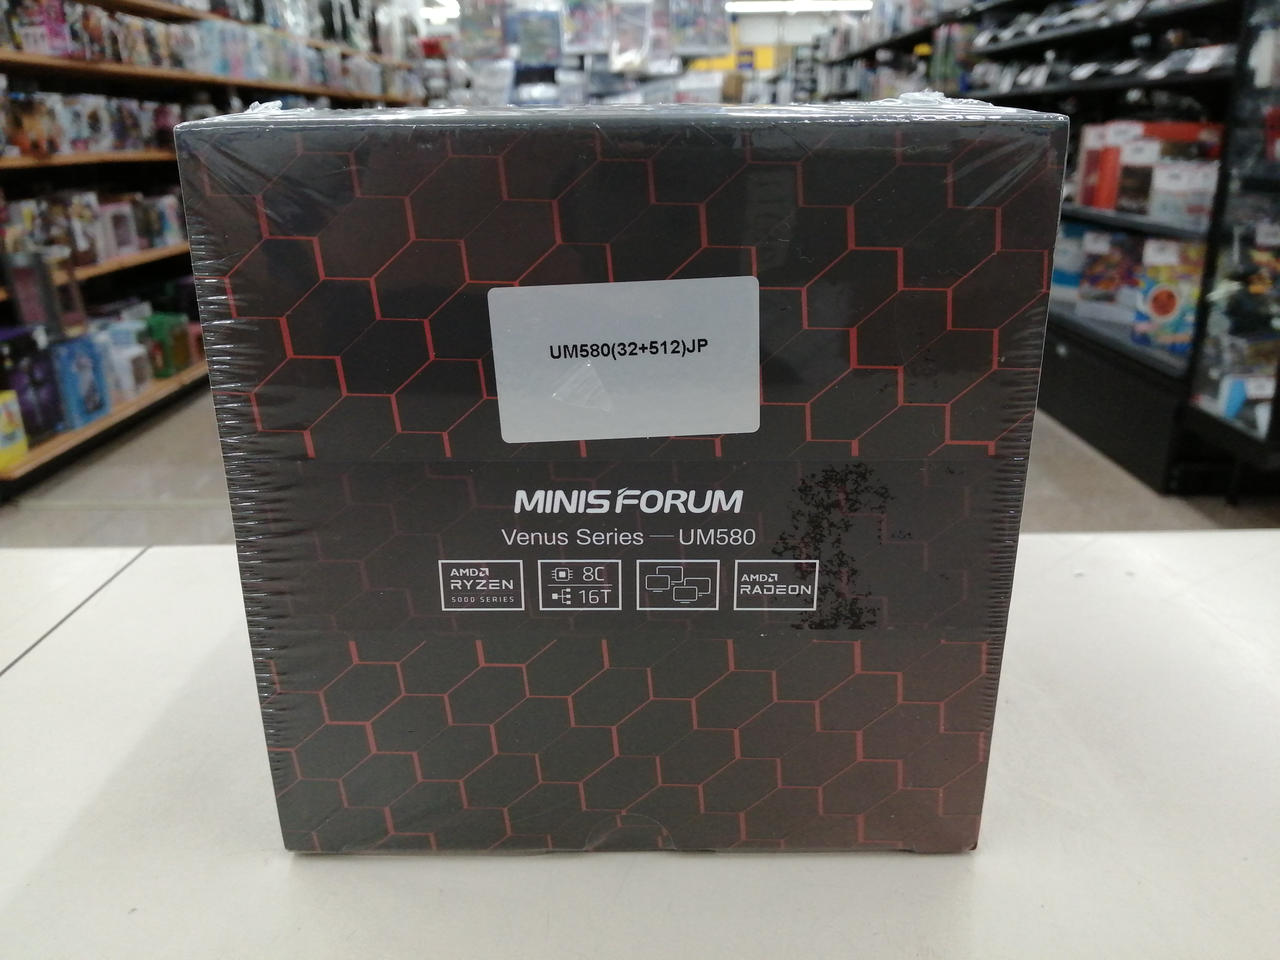 UM580(32+512)JP
MINISFORUM
Venus Series — UM580
AMD
RYZEN
5000 SERIES
8C
16T
AMD
RADEON